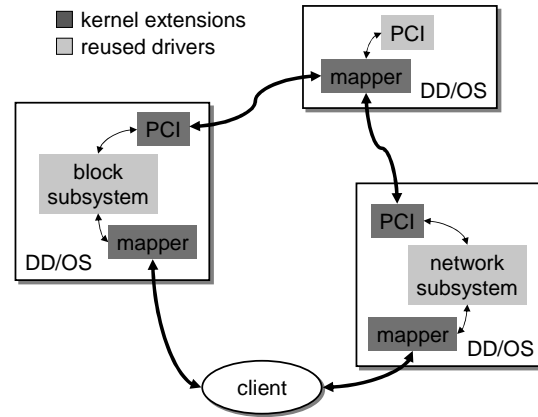 kernel extensions
reused drivers
PCI
mapper
DD/OS
PCI
block
subsystem
mapper
DD/OS
PCI
network
subsystem
mapper
DD/OS
client